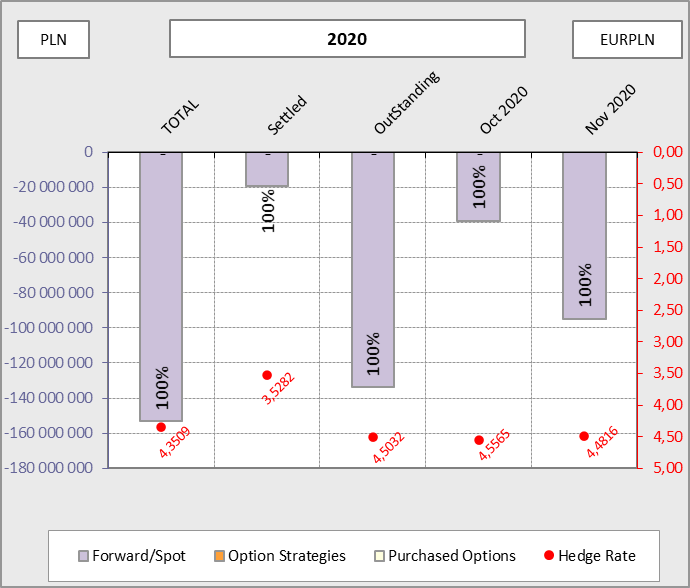 PLN
2020
EURPLN
TOTAL
Settled
OutStanding
Oct 2020
Nov 2020
0
-20 000 000
-40 000 000
-60 000 000
-80 000 000
-100 000 000
-120 000 000
-140 000 000
-160 000 000
-180 000 000
100%
100%
100%
100%
100%
4,3509
3,5282
4,5032
4,5565
4,4816
0,00
0,50
1,00
1,50
2,00
2,50
3,00
3,50
4,00
4,50
5,00
Forward/Spot
Option Strategies
Purchased Options
Hedge Rate